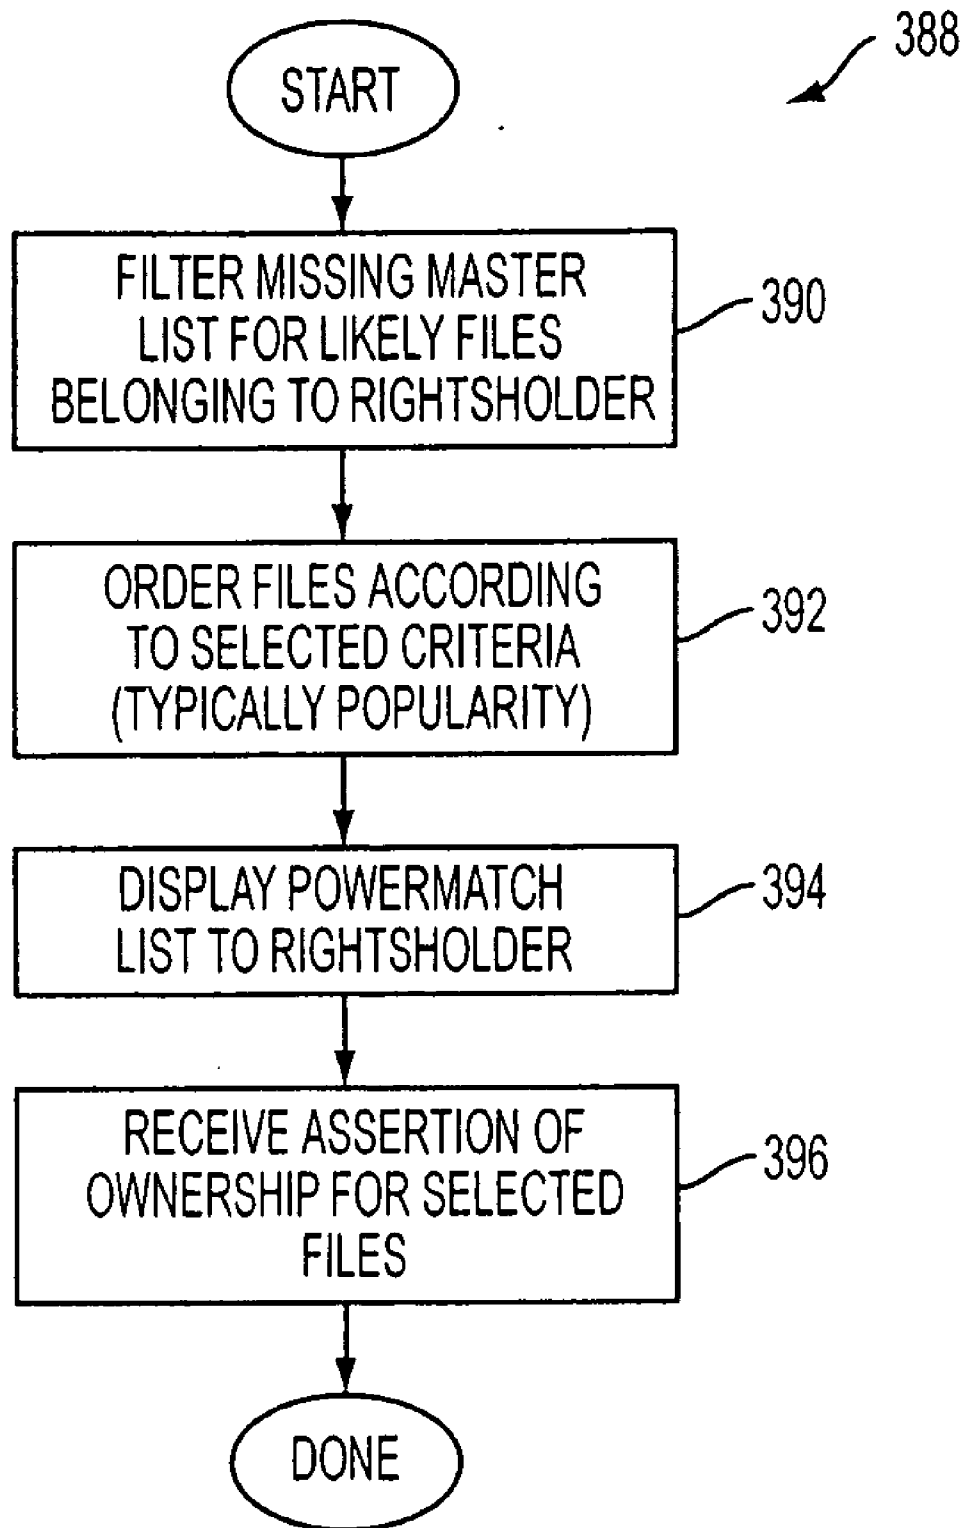 388
START
FILTER MISSING MASTER
LIST FOR LIKELY FILES
BELONGING TO RIGHTSHOLDER
390
ORDER FILES ACCORDING
TO SELECTED CRITERIA
(TYPICALLY POPULARITY)
392
DISPLAY POWERMATCH
LIST TO RIGHTSHOLDER
394
RECEIVE ASSERTION OF
OWNERSHIP FOR SELECTED
FILES
396
DONE